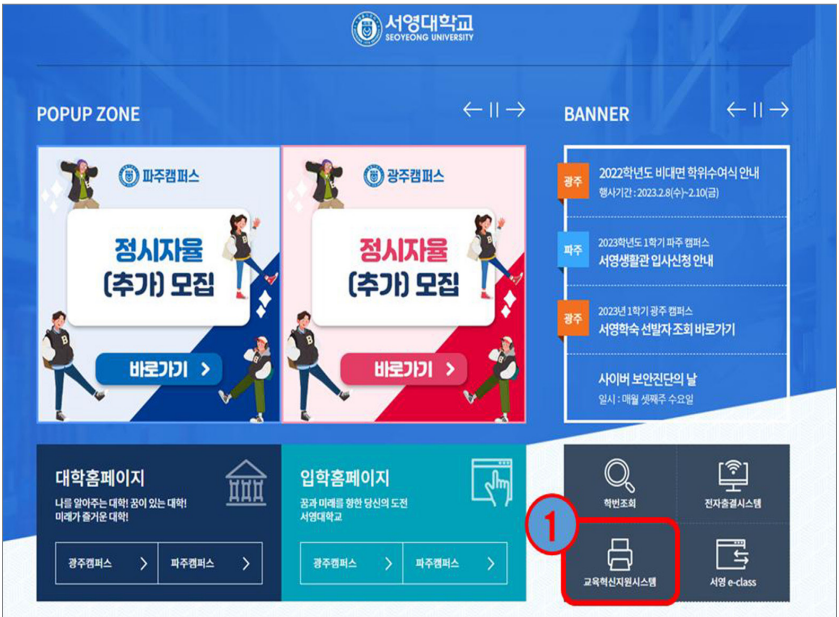 서영대학교
SEOYEONG UNIVERSITY
POPUP ZONE
파주캠퍼스
정시자율
(추가) 모집
바로가기
광주캠퍼스
정시자율
(추가) 모집
바로가기
BANNER
광주
2022학년도 비대면 학위수여식 안내
행사기간 : 2023.2.8(수)~2.10(금)
파주
2023학년도 1학기 파주 캠퍼스
서영생활관 입사신청 안내
광주
2023년 1학기 광주 캠퍼스
서영학숙 선발자 조회 바로가기
사이버 보안진단의 날
일시 : 매월 셋째주 수요일
대학홈페이지
나를 알아주는 대학! 꿈이 있는 대학!
미래가 즐거운 대학!
광주캠퍼스
파주캠퍼스
입학홈페이지
꿈과 미래를 향한 당신의 도전
서영대학교
광주캠퍼스
파주캠퍼스
학번조회
전자출결시스템
1
교육혁신지원시스템
서영 e-class